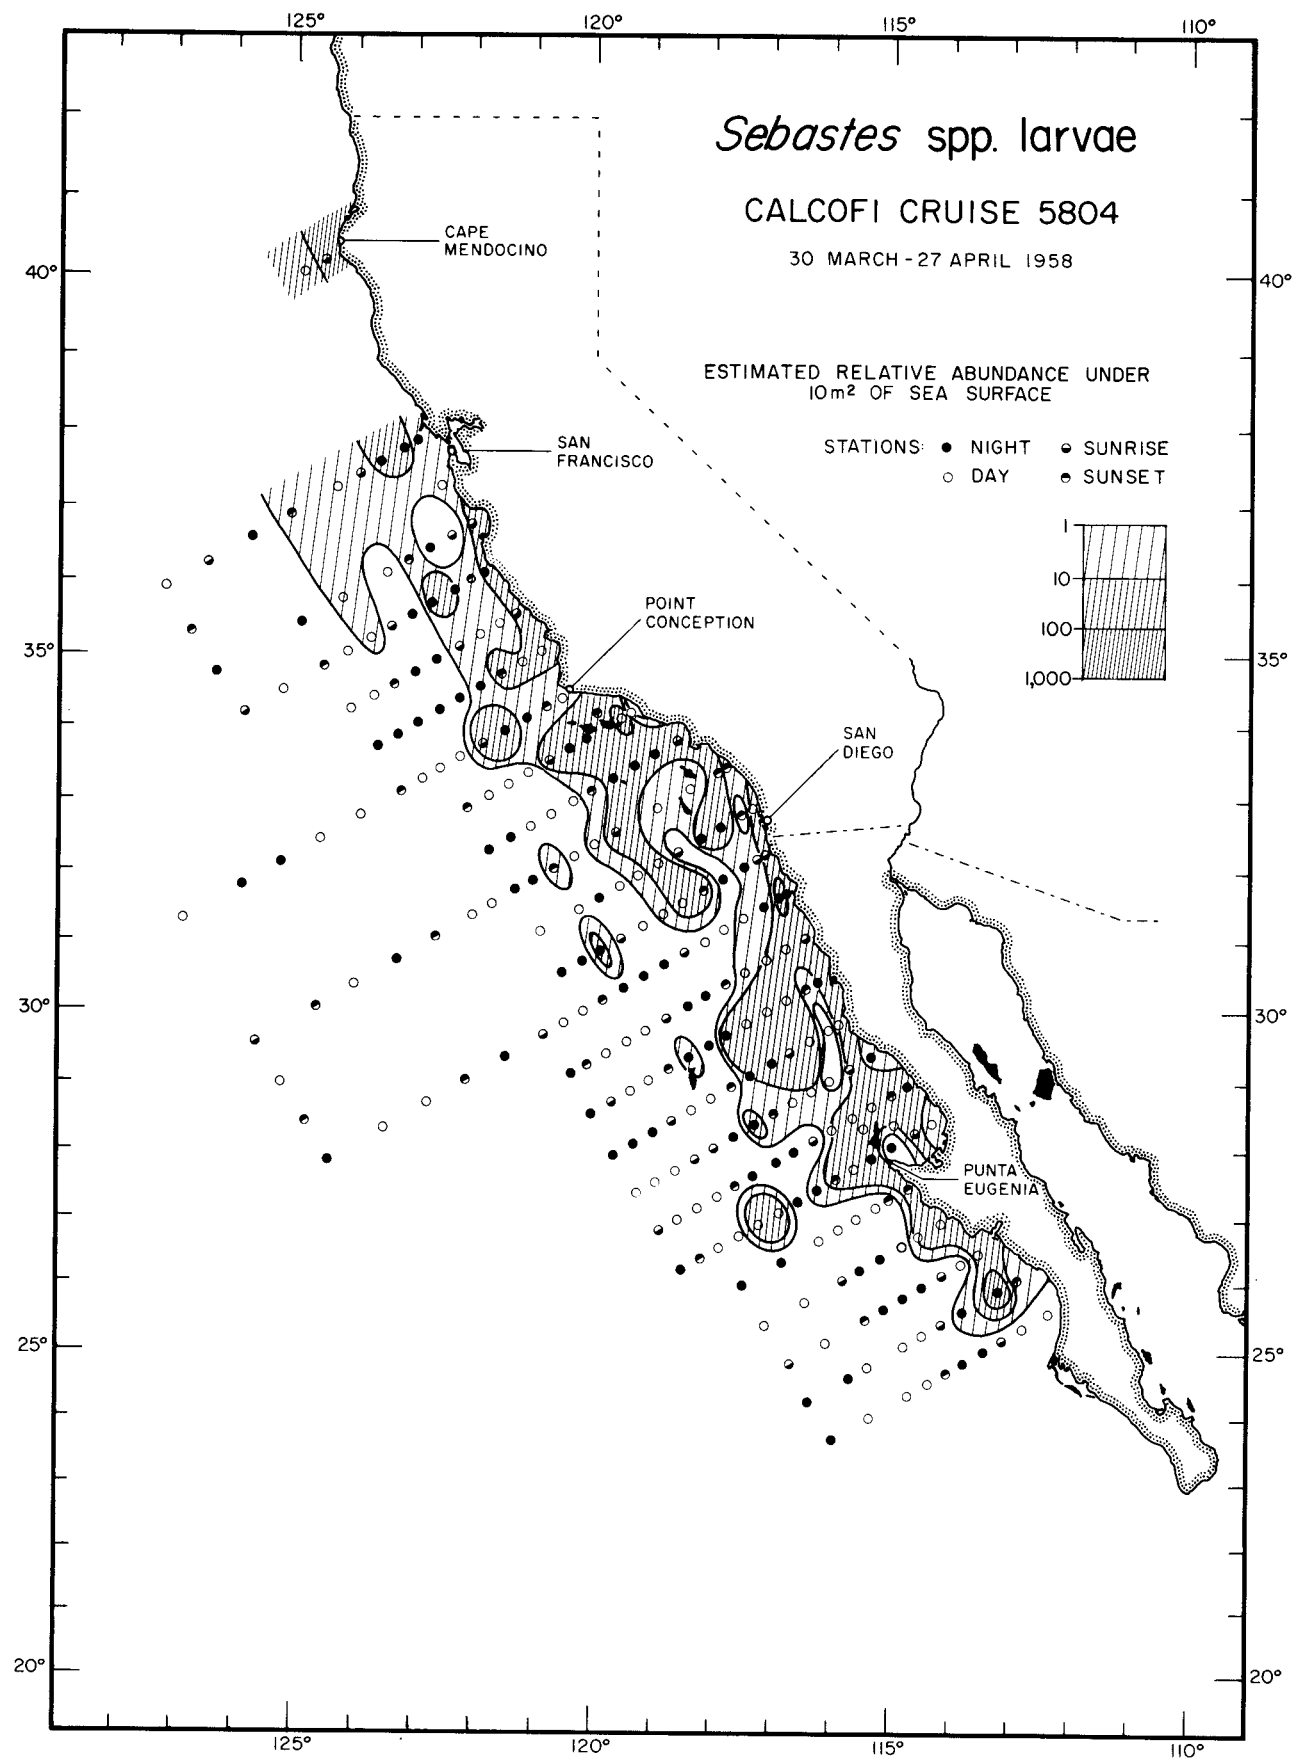 125° 120° 115° 110°
Sebastes spp. larvae
CALCOFI CRUISE 5804
30 MARCH-27 APRIL 1958
CAPE
MENDOCINO
40° 40°
ESTIMATED RELATIVE ABUNDANCE UNDER
10m² OF SEA SURFACE
STATIONS: ● NIGHT SUNRISE
○ DAY SUNSET
SAN
FRANCISCO
1
10
100
1,000
POINT
CONCEPTION
35° 35°
SAN
DIEGO
30° 30°
PUNTA
EUGENIA
25° 25°
20° 20°
125° 120° 115° 110°